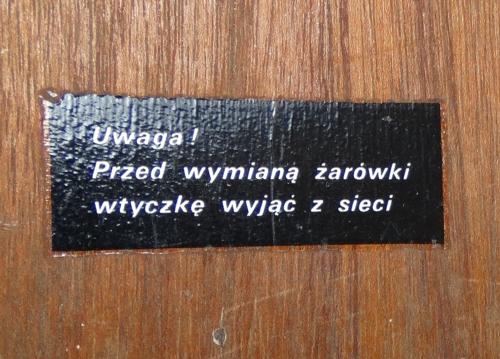 Uwaga!
Przed wymianą żarówki
wtyczkę wyjąć z sieci